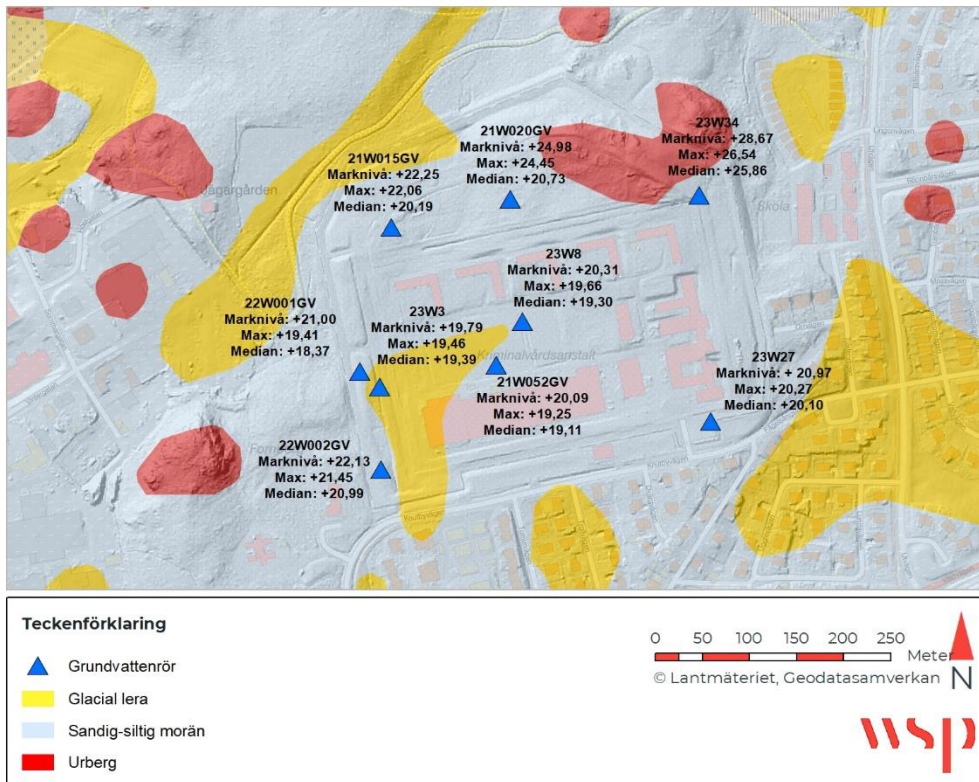 23W34
Marknivå: +28,67
Max: +26,54
Median: +25,86
21W020GV
Marknivå: +24,98
Max: +24,45
Median: +20,73
21W015GV
Marknivå: +22,25
Max: +22,06
Median: +20,19
Jägargården
Skola
23W8
Marknivå: +20,31
Max: +19,66
Median: +19,30
22W001GV
Marknivå: +21,00
Max: +19,41
Median: +18,37
23W3
Marknivå: +19,79
Max: +19,46
Median: +19,39
Kriminalvårdsanstalt
21W052GV
Marknivå: +20,09
Max: +19,25
Median: +19,11
23W27
Marknivå: + 20,97
Max: +20,27
Median: +20,10
22W002GV
Marknivå: +22,13
Max: +21,45
Median: +20,99
Teckenförklaring
Grundvattenrör
Glacial lera
Sandig-siltig morän
Urberg
0 50 100 150 200 250
Meter
© Lantmäteriet, Geodatasamverkan
N
wsp